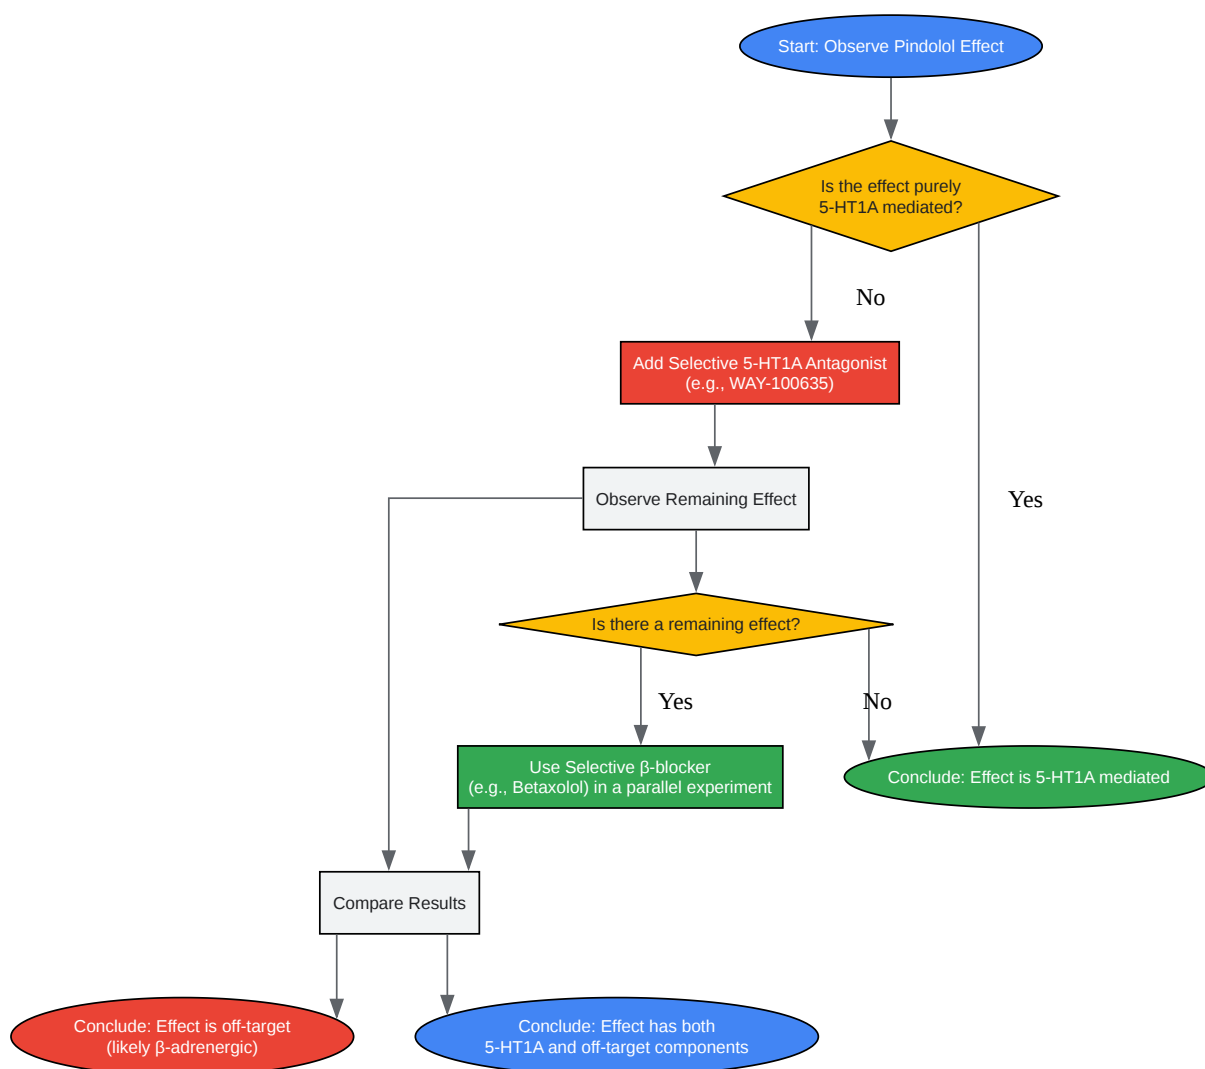 Start: Observe Pindolol Effect
Is the effect purely
5-HT1A mediated?
No
Add Selective 5-HT1A Antagonist
(e.g., WAY-100635)
Observe Remaining Effect
Yes
Is there a remaining effect?
Yes
No
Use Selective β-blocker
(e.g., Betaxolol) in a parallel experiment
Conclude: Effect is 5-HT1A mediated
Compare Results
Conclude: Effect is off-target
(likely β-adrenergic)
Conclude: Effect has both
5-HT1A and off-target components